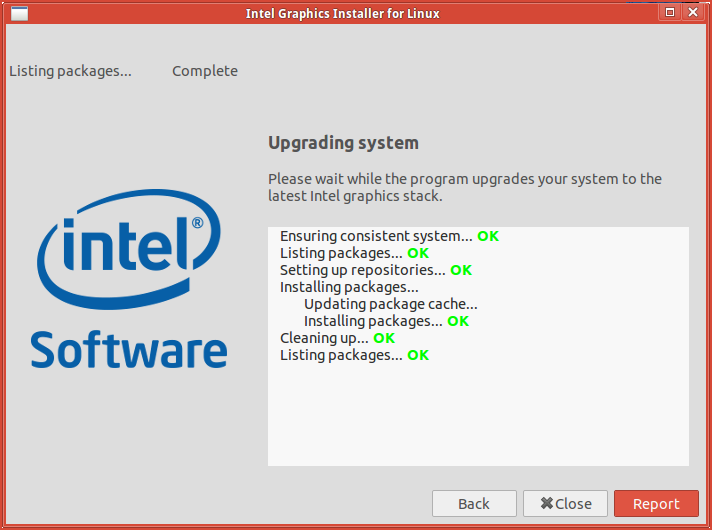 Intel Graphics Installer for Linux
Listing packages... Complete
Upgrading system
Please wait while the program upgrades your system to the
latest Intel graphics stack.
Ensuring consistent system... OK
Listing packages... OK
Setting up repositories... OK
Installing packages...
Updating package cache...
Installing packages... OK
Cleaning up... OK
Listing packages... OK
intel®
Software
Back
Close
Report